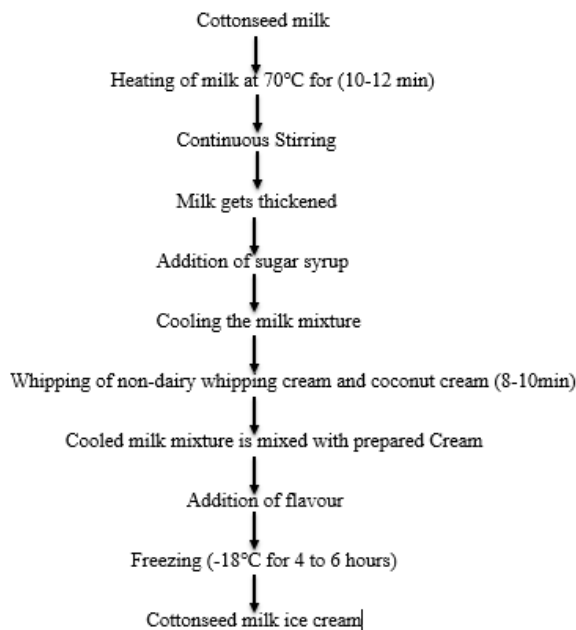 Cottonseed milk
Heating of milk at 70°C for (10-12 min)
Continuous Stirring
Milk gets thickened
Addition of sugar syrup
Cooling the milk mixture
Whipping of non-dairy whipping cream and coconut cream (8-10min)
Cooled milk mixture is mixed with prepared Cream
Addition of flavour
Freezing (-18°C for 4 to 6 hours)
Cottonseed milk ice cream